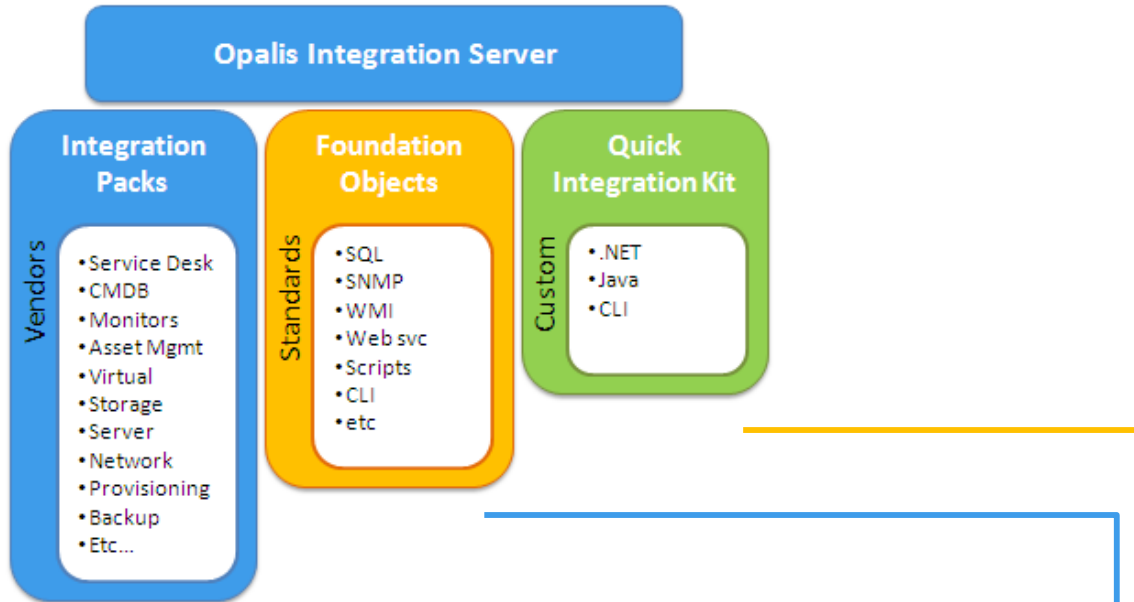 Opalis Integration Server
Integration
Packs
Vendors
•Service Desk
•CMDB
•Monitors
•Asset Mgmt
•Virtual
•Storage
•Server
•Network
•Provisioning
•Backup
•Etc...
Foundation
Objects
Standards
•SQL
•SNMP
•WMI
•Web svc
•Scripts
•CLI
•etc
Quick
Integration Kit
Custom
•.NET
•Java
•CLI